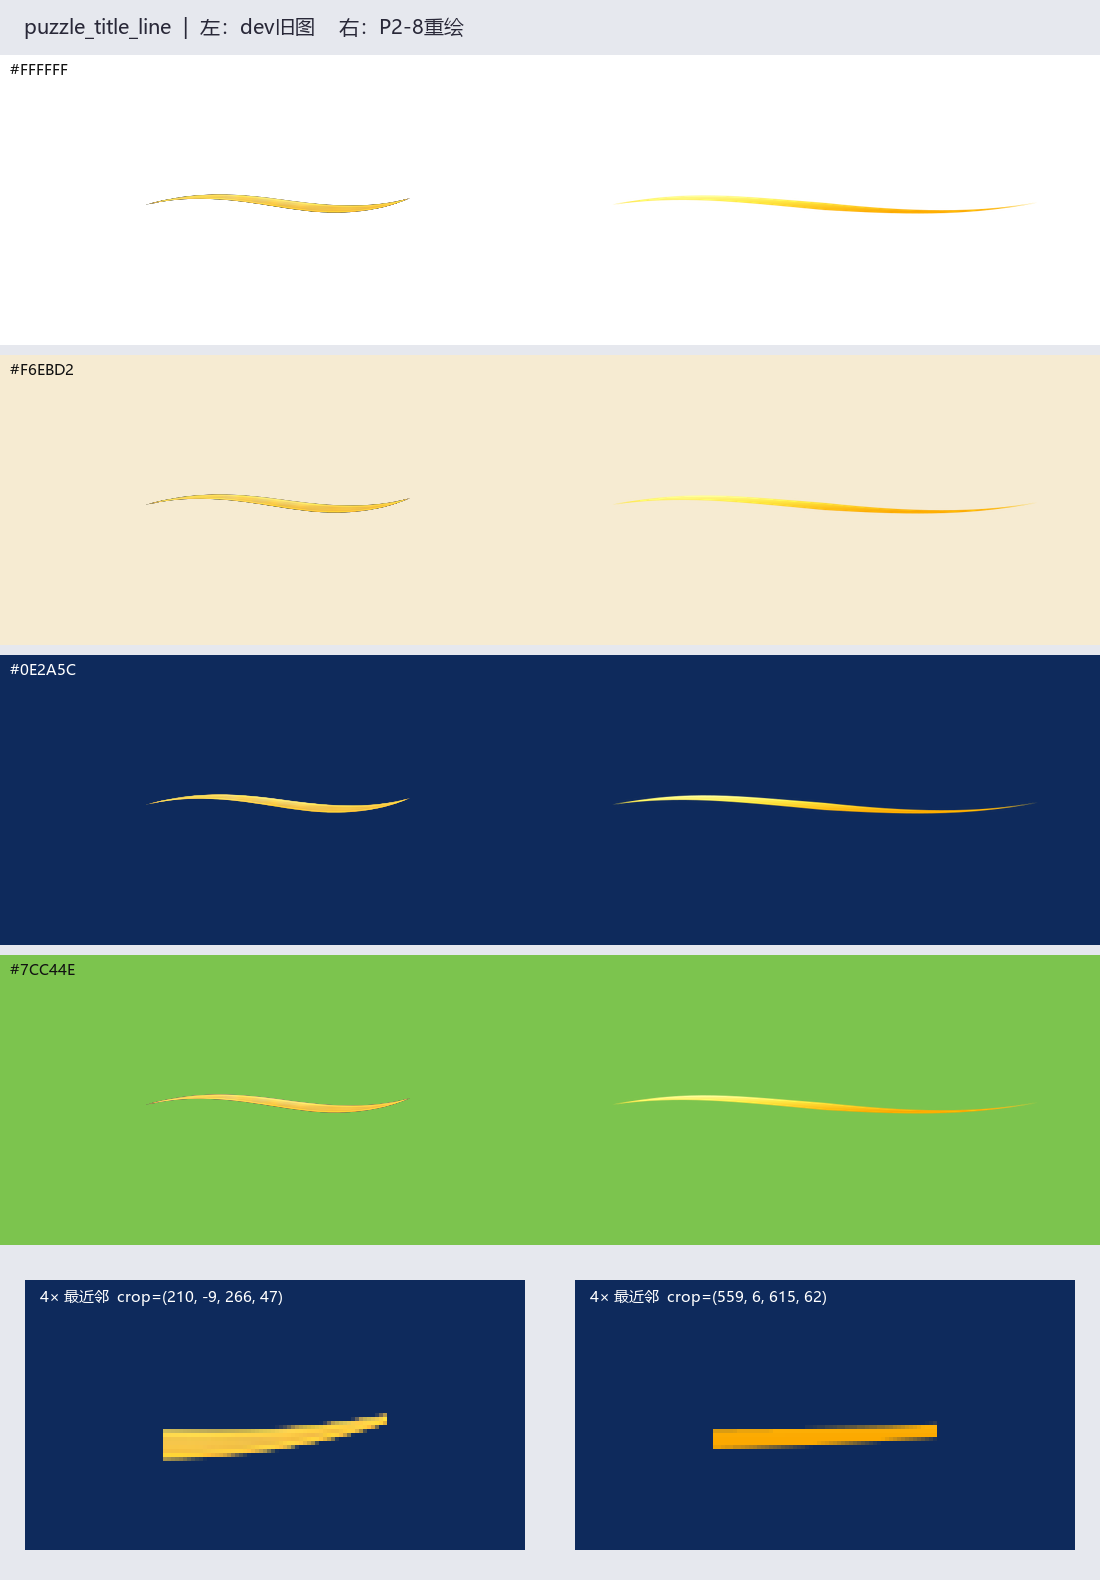 puzzle_title_line | 左：dev旧图 右：P2-8重绘
#FFFFFF
#F6EBD2
#0E2A5C
#7CC44E
4× 最近邻 crop=(210, -9, 266, 47)
4× 最近邻 crop=(559, 6, 615, 62)